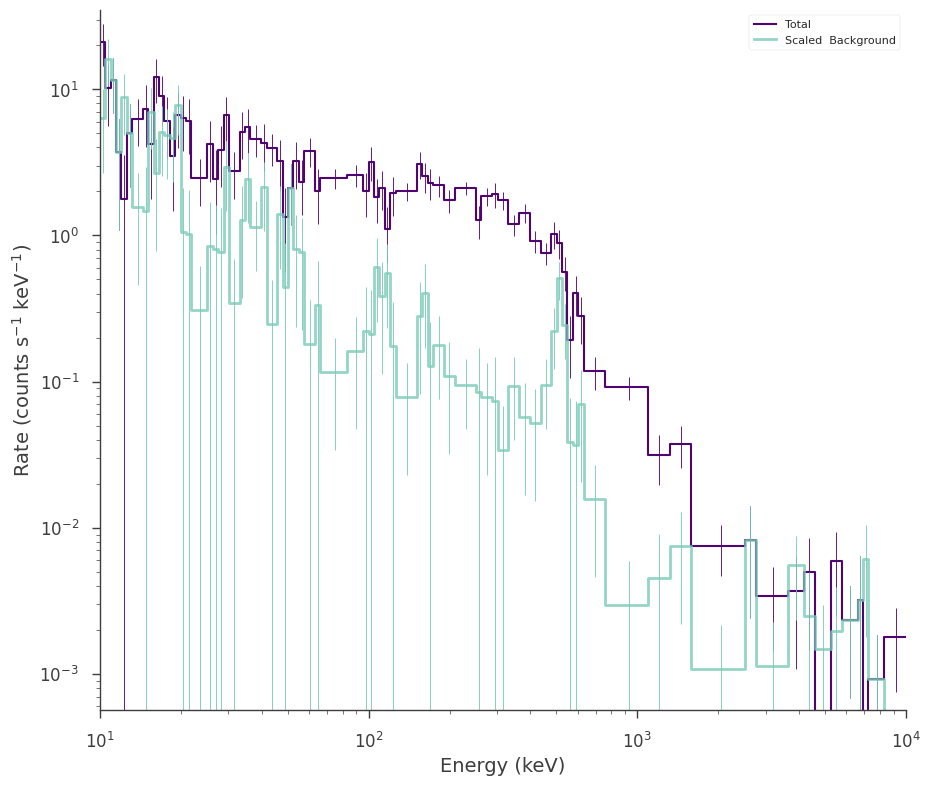 Total
Scaled  Background
10¹
10⁰
10⁻¹
10⁻²
10⁻³
Rate (counts s⁻¹ keV⁻¹)
10¹
10²
10³
10⁴
Energy (keV)